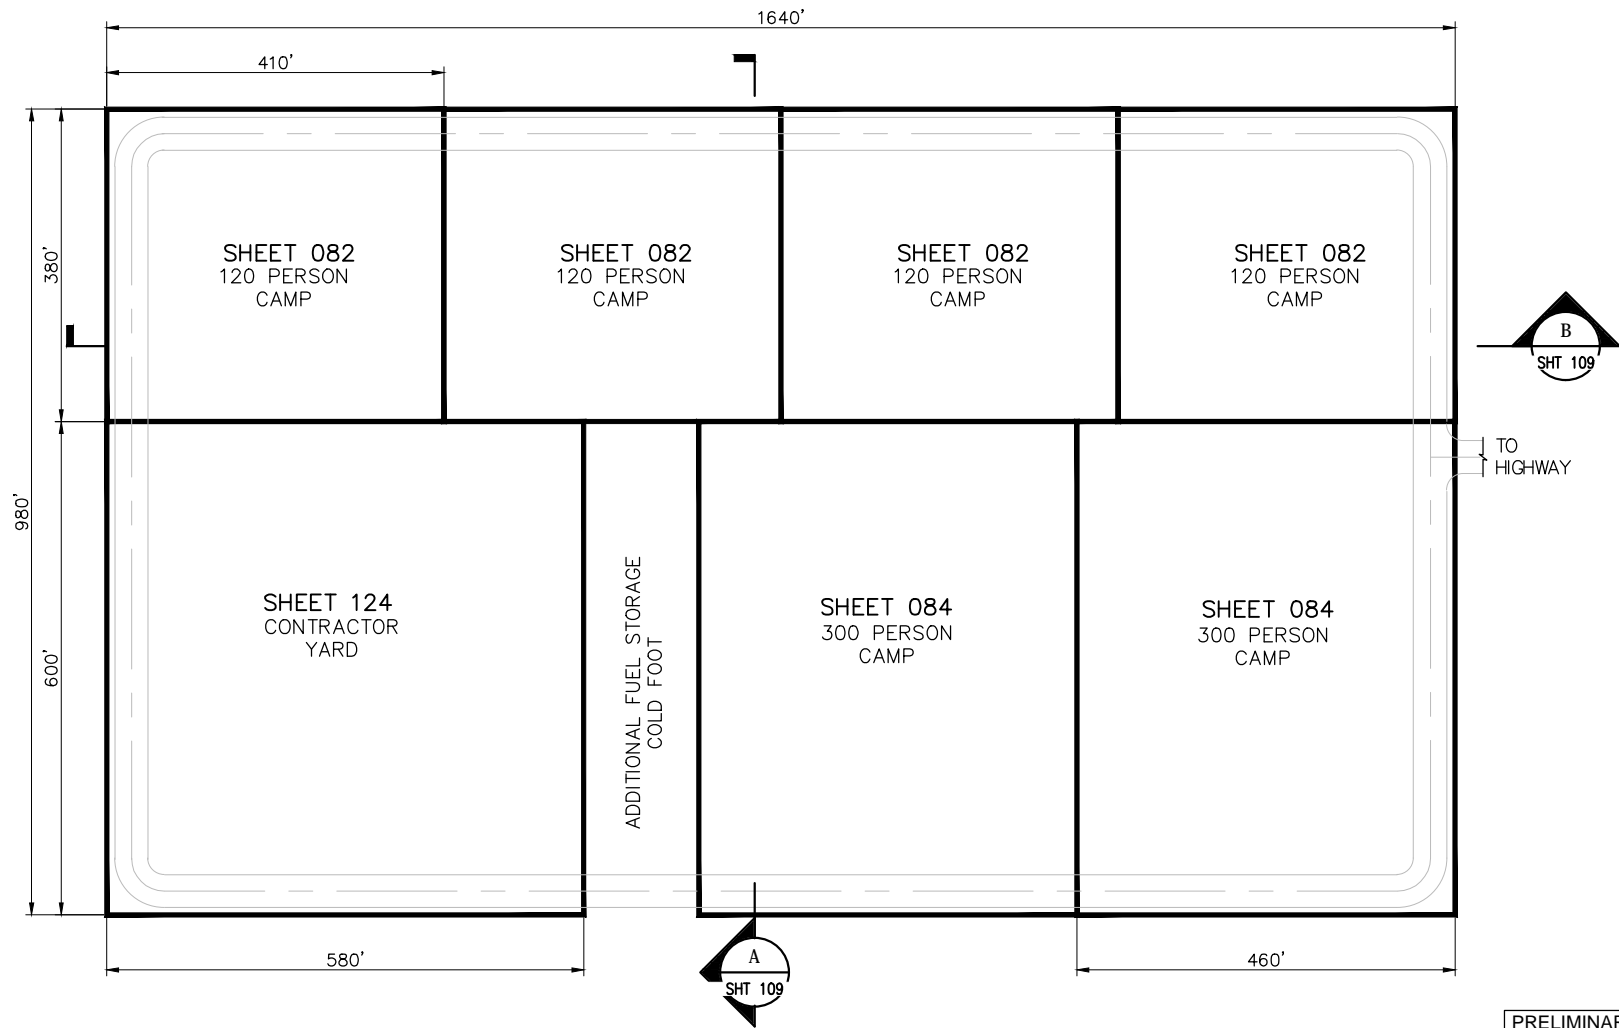 1640'
410'
380'
980'
600'
SHEET 082
120 PERSON
CAMP
SHEET 082
120 PERSON
CAMP
SHEET 082
120 PERSON
CAMP
SHEET 082
120 PERSON
CAMP
B
SHT 109
TO
HIGHWAY
SHEET 124
CONTRACTOR
YARD
ADDITIONAL FUEL STORAGE
COLD FOOT
SHEET 084
300 PERSON
CAMP
SHEET 084
300 PERSON
CAMP
580'
A
SHT 109
460'